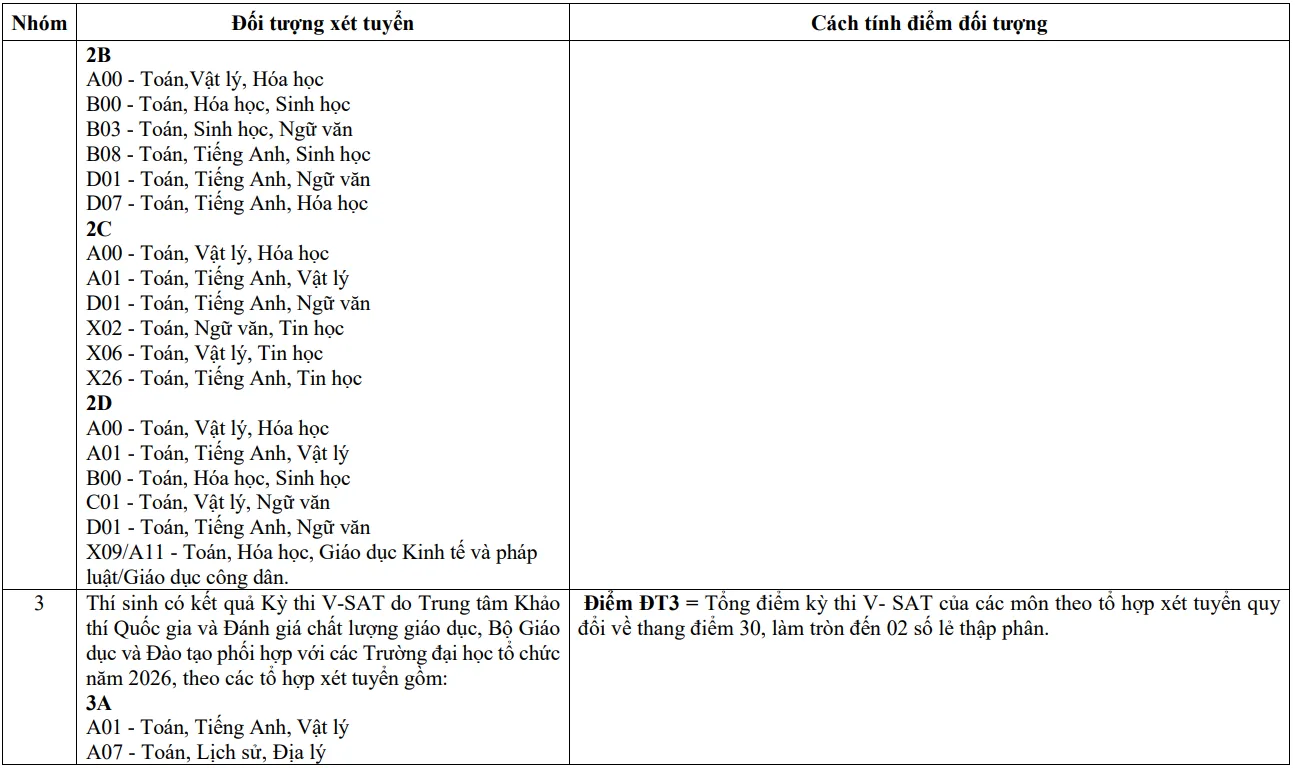 Nhóm
Đối tượng xét tuyển
Cách tính điểm đối tượng
2B
A00 - Toán,Vật lý, Hóa học
B00 - Toán, Hóa học, Sinh học
B03 - Toán, Sinh học, Ngữ văn
B08 - Toán, Tiếng Anh, Sinh học
D01 - Toán, Tiếng Anh, Ngữ văn
D07 - Toán, Tiếng Anh, Hóa học
2C
A00 - Toán, Vật lý, Hóa học
A01 - Toán, Tiếng Anh, Vật lý
D01 - Toán, Tiếng Anh, Ngữ văn
X02 - Toán, Ngữ văn, Tin học
X06 - Toán, Vật lý, Tin học
X26 - Toán, Tiếng Anh, Tin học
2D
A00 - Toán, Vật lý, Hóa học
A01 - Toán, Tiếng Anh, Vật lý
B00 - Toán, Hóa học, Sinh học
C01 - Toán, Vật lý, Ngữ văn
D01 - Toán, Tiếng Anh, Ngữ văn
X09/A11 - Toán, Hóa học, Giáo dục Kinh tế và pháp
luật/Giáo dục công dân.
3
Thí sinh có kết quả Kỳ thi V-SAT do Trung tâm Khảo
thí Quốc gia và Đánh giá chất lượng giáo dục, Bộ Giáo
dục và Đào tạo phối hợp với các Trường đại học tổ chức
năm 2026, theo các tổ hợp xét tuyển gồm:
3A
A01 - Toán, Tiếng Anh, Vật lý
A07 - Toán, Lịch sử, Địa lý
Điểm ĐT3 = Tổng điểm kỳ thi V- SAT của các môn theo tổ hợp xét tuyển quy
đổi về thang điểm 30, làm tròn đến 02 số lẻ thập phân.